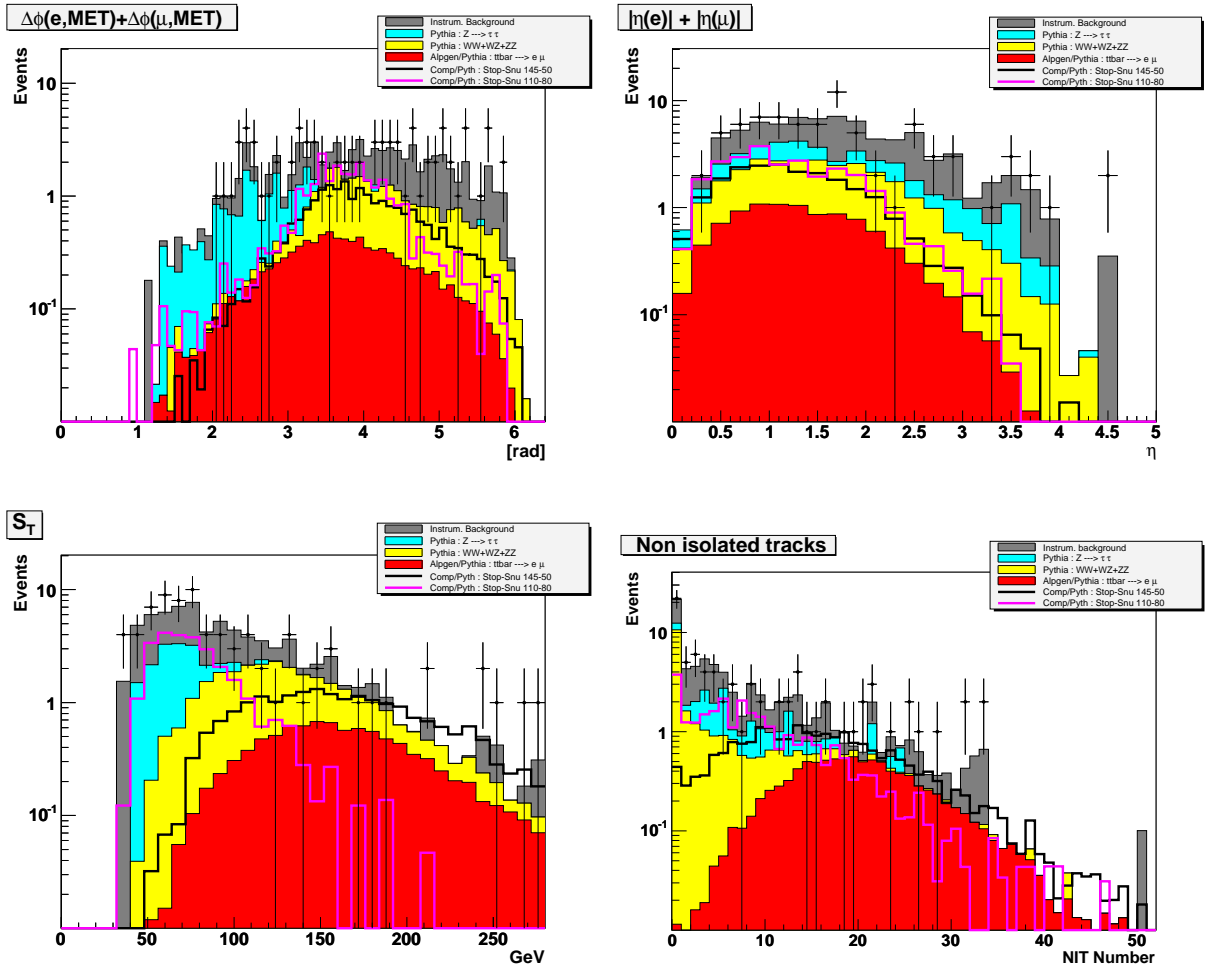 Δφ(e,MET)+Δφ(μ,MET)
Instrum. Background
Pythia : Z ---> τ τ
Pythia : WW+WZ+ZZ
Alpgen/Pythia : ttbar ---> e μ
Comp/Pyth : Stop-Snu 145-50
Comp/Pyth : Stop-Snu 110-80
Events
10
1
10⁻¹
0 1 2 3 4 5 6
[rad]
|η(e)| + |η(μ)|
Instrum. Background
Pythia : Z ---> τ τ
Pythia : WW+WZ+ZZ
Alpgen/Pythia : ttbar ---> e μ
Comp/Pyth : Stop-Snu 145-50
Comp/Pyth : Stop-Snu 110-80
Events
10
1
10⁻¹
0 0.5 1 1.5 2 2.5 3 3.5 4 4.5 5
η
S_T
Instrum. Background
Pythia : Z ---> τ τ
Pythia : WW+WZ+ZZ
Alpgen/Pythia : ttbar ---> e μ
Comp/Pyth : Stop-Snu 145-50
Comp/Pyth : Stop-Snu 110-80
Events
10
1
10⁻¹
0 50 100 150 200 250
GeV
Non isolated tracks
Instrum. background
Pythia : Z ---> τ τ
Pythia : WW+WZ+ZZ
Alpgen/Pythia : ttbar ---> e μ
Comp/Pyth : Stop-Snu 145-50
Comp/Pyth : Stop-Snu 110-80
Events
10
1
10⁻¹
0 10 20 30 40 50
NIT Number